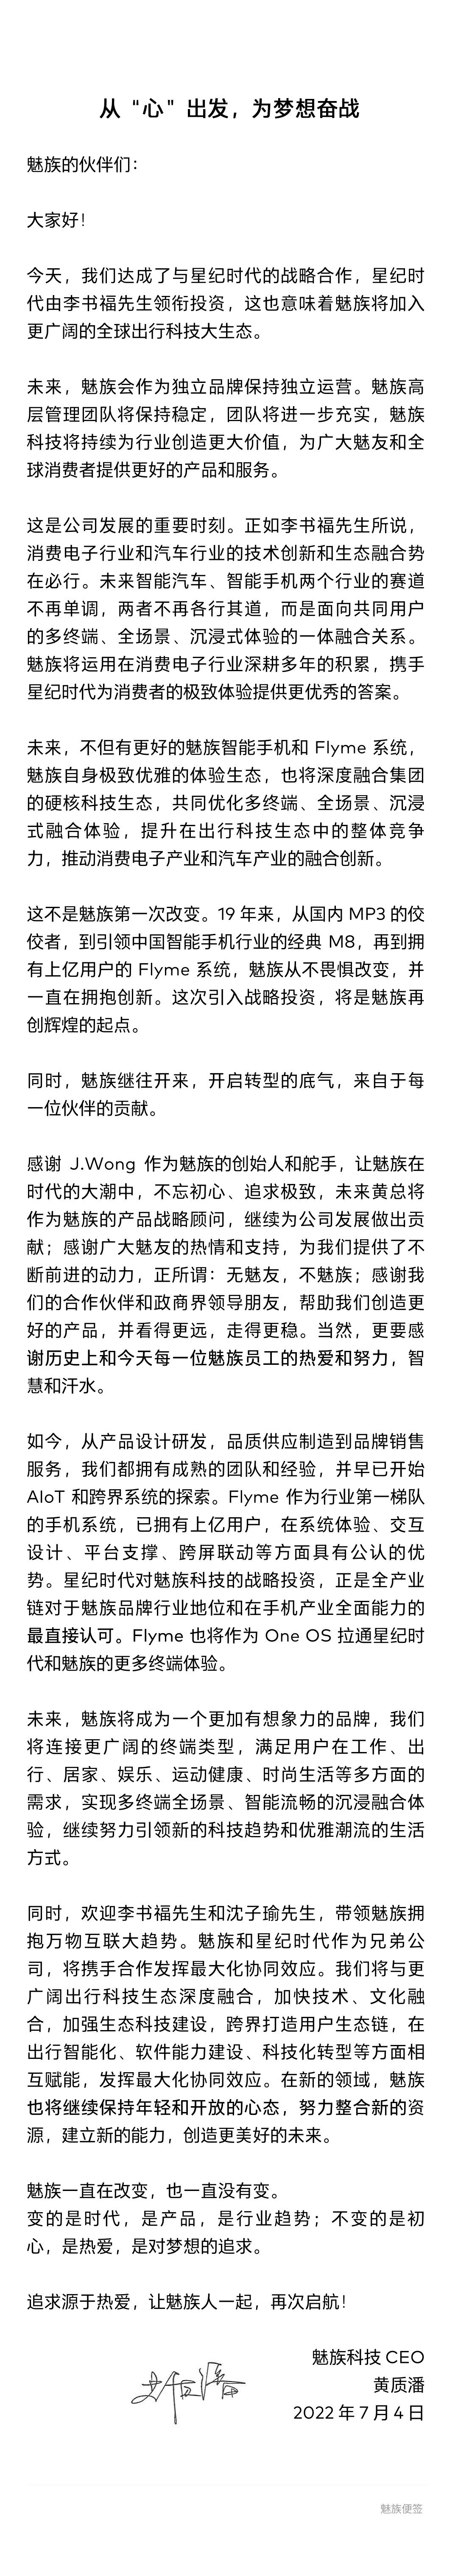 从 "心" 出发，为梦想奋战
魅族的伙伴们：
大家好！
今天，我们达成了与星纪时代的战略合作，星纪时
代由李书福先生领衔投资，这也意味着魅族将加入
更广阔的全球出行科技大生态。
未来，魅族会作为独立品牌保持独立运营。魅族高
层管理团队将保持稳定，团队将进一步充实，魅族
科技将持续为行业创造更大价值，为广大魅友和全
球消费者提供更好的产品和服务。
这是公司发展的重要时刻。正如李书福先生所说，
消费电子行业和汽车行业的技术创新和生态融合势
在必行。未来智能汽车、智能手机两个行业的赛道
不再单调，两者不再各行其道，而是面向共同用户
的多终端、全场景、沉浸式体验的一体融合关系。
魅族将运用在消费电子行业深耕多年的积累，携手
星纪时代为消费者的极致体验提供更优秀的答案。
未来，不但有更好的魅族智能手机和 Flyme 系统，
魅族自身极致优雅的体验生态，也将深度融合集团
的硬核科技生态，共同优化多终端、全场景、沉浸
式融合体验，提升在出行科技生态中的整体竞争
力，推动消费电子产业和汽车产业的融合创新。
这不是魅族第一次改变。19 年来，从国内 MP3 的佼
佼者，到引领中国智能手机行业的经典 M8，再到拥
有上亿用户的 Flyme 系统，魅族从不畏惧改变，并
一直在拥抱创新。这次引入战略投资，将是魅族再
创辉煌的起点。
同时，魅族继往开来，开启转型的底气，来自于每
一位伙伴的贡献。
感谢 J.Wong 作为魅族的创始人和舵手，让魅族在
时代的大潮中，不忘初心、追求极致，未来黄总将
作为魅族的产品战略顾问，继续为公司发展做出贡
献；感谢广大魅友的热情和支持，为我们提供了不
断前进的动力，正所谓：无魅友，不魅族；感谢我
们的合作伙伴和政商界领导朋友，帮助我们创造更
好的产品，并看得更远，走得更稳。当然，更要感
谢历史上和今天每一位魅族员工的热爱和努力，智
慧和汗水。
如今，从产品设计研发，品质供应制造到品牌销售
服务，我们都拥有成熟的团队和经验，并早已开始
AIoT 和跨界系统的探索。Flyme 作为行业第一梯队
的手机系统，已拥有上亿用户，在系统体验、交互
设计、平台支撑、跨屏联动等方面具有公认的优
势。星纪时代对魅族科技的战略投资，正是全产业
链对于魅族品牌行业地位和在手机产业全面能力的
最直接认可。Flyme 也将作为 One OS 拉通星纪时
代和魅族的更多终端体验。
未来，魅族将成为一个更加有想象力的品牌，我们
将连接更广阔的终端类型，满足用户在工作、出
行、居家、娱乐、运动健康、时尚生活等多方面的
需求，实现多终端全场景、智能流畅的沉浸融合体
验，继续努力引领新的科技趋势和优雅潮流的生活
方式。
同时，欢迎李书福先生和沈子瑜先生，带领魅族拥
抱万物互联大趋势。魅族和星纪时代作为兄弟公
司，将携手合作发挥最大化协同效应。我们将与更
广阔出行科技生态深度融合，加快技术、文化融
合，加强生态科技建设，跨界打造用户生态链，在
出行智能化、软件能力建设、科技化转型等方面相
互赋能，发挥最大化协同效应。在新的领域，魅族
也将继续保持年轻和开放的心态，努力整合新的资
源，建立新的能力，创造更美好的未来。
魅族一直在改变，也一直没有变。
变的是时代，是产品，是行业趋势；不变的是初
心，是热爱，是对梦想的追求。
追求源于热爱，让魅族人一起，再次启航！
魅族科技 CEO
黄质潘
2022 年 7 月 4 日
魅族便签